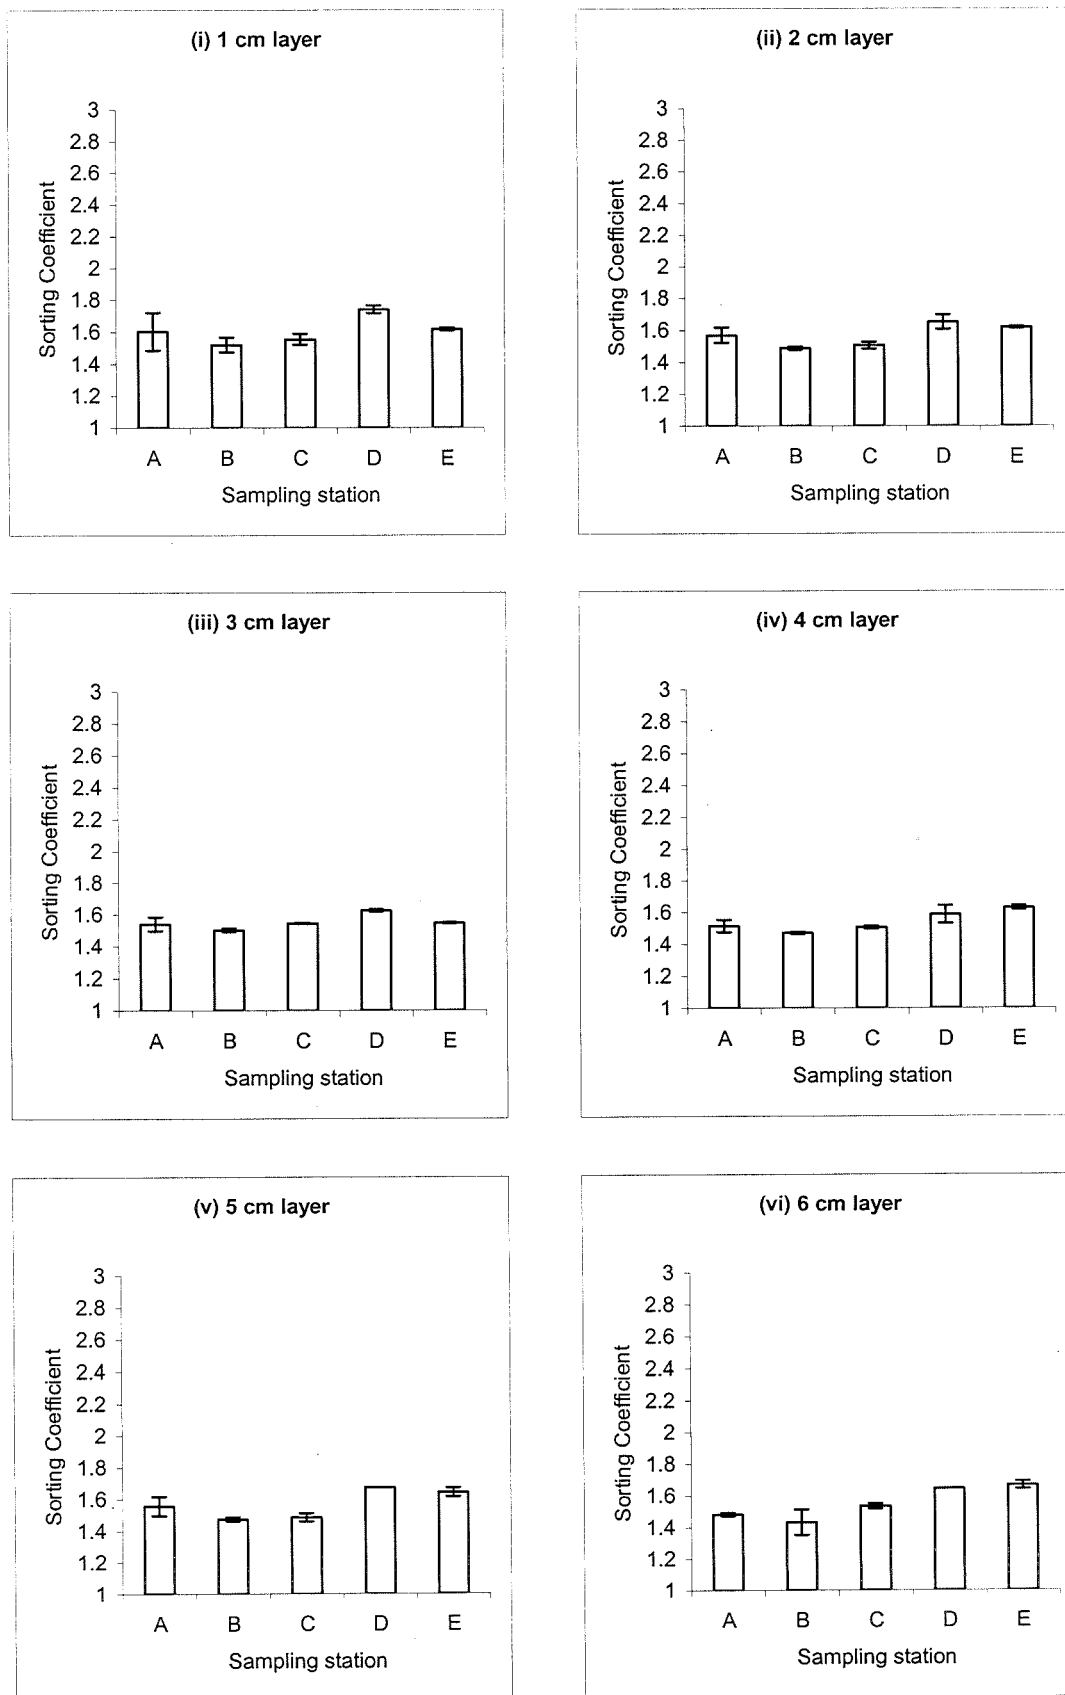 (i) 1 cm layer
3
2.8
2.6
2.4
2.2
2
1.8
1.6
1.4
1.2
1
Sorting Coefficient
A B C D E
Sampling station
(ii) 2 cm layer
3
2.8
2.6
2.4
2.2
2
1.8
1.6
1.4
1.2
1
Sorting Coefficient
A B C D E
Sampling station
(iii) 3 cm layer
3
2.8
2.6
2.4
2.2
2
1.8
1.6
1.4
1.2
1
Sorting Coefficient
A B C D E
Sampling station
(iv) 4 cm layer
3
2.8
2.6
2.4
2.2
2
1.8
1.6
1.4
1.2
1
Sorting Coefficient
A B C D E
Sampling station
(v) 5 cm layer
3
2.8
2.6
2.4
2.2
2
1.8
1.6
1.4
1.2
1
Sorting Coefficient
A B C D E
Sampling station
(vi) 6 cm layer
3
2.8
2.6
2.4
2.2
2
1.8
1.6
1.4
1.2
1
Sorting Coefficient
A B C D E
Sampling station